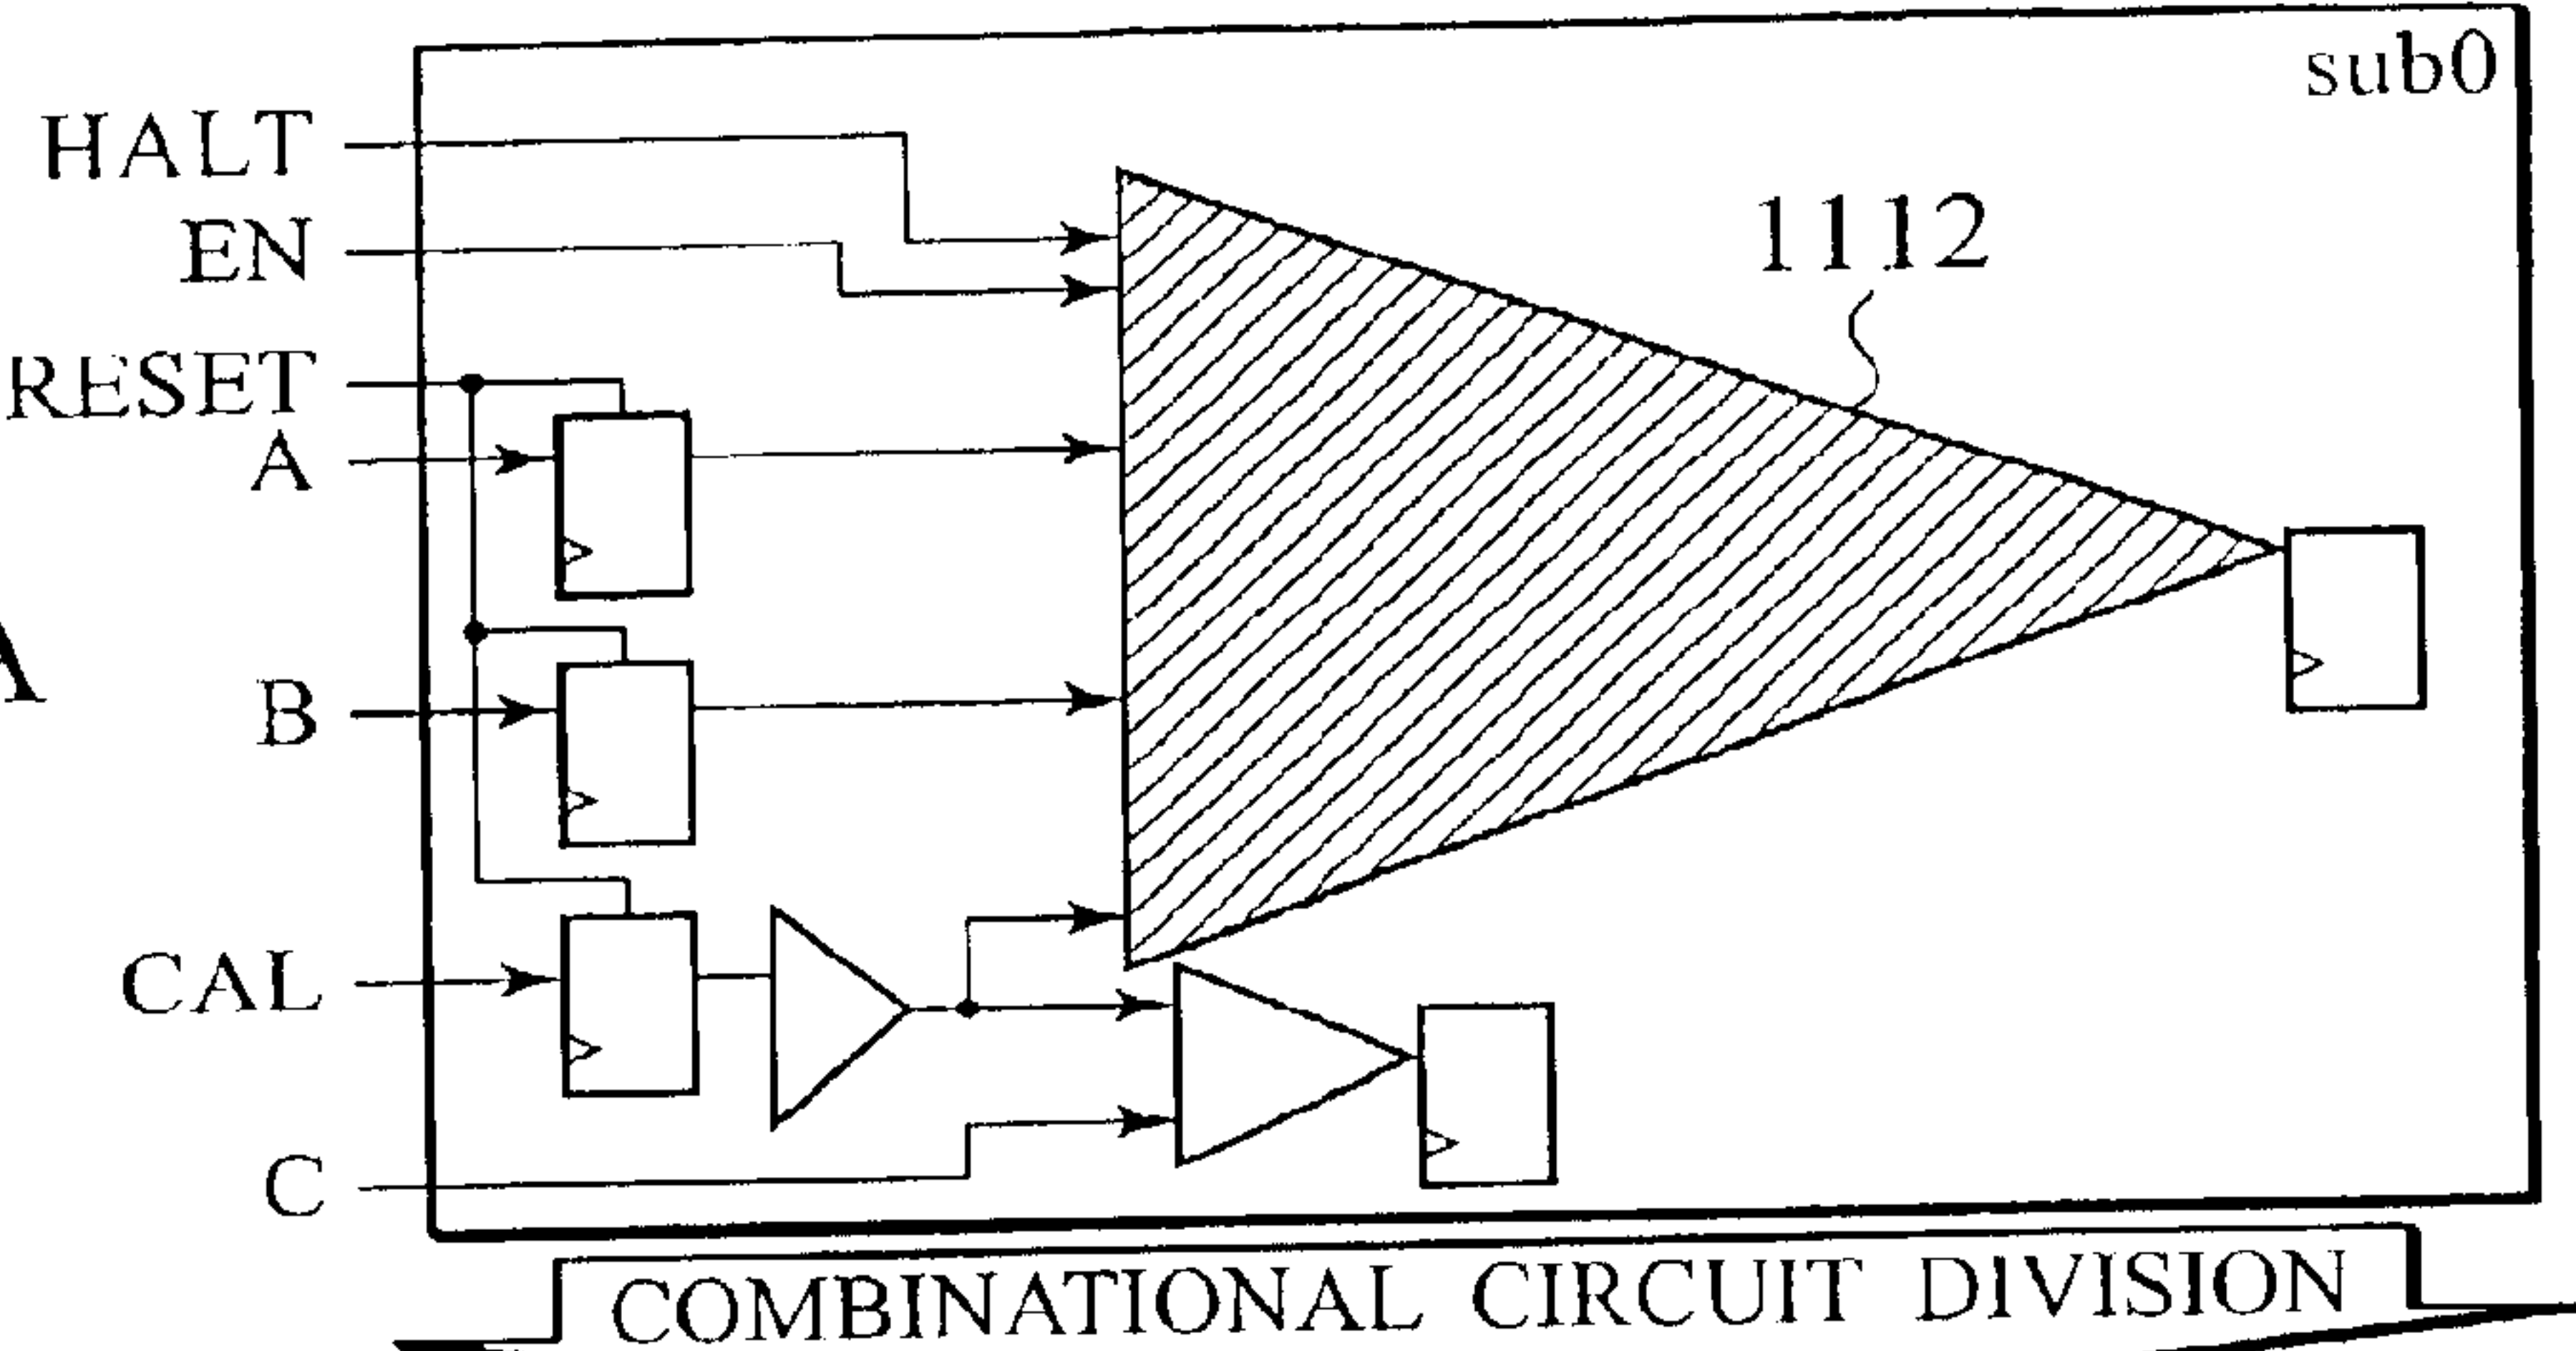 sub0
HALT
1112
EN
RESET
A
A
B
CAL
C
COMBINATIONAL CIRCUIT DIVISION